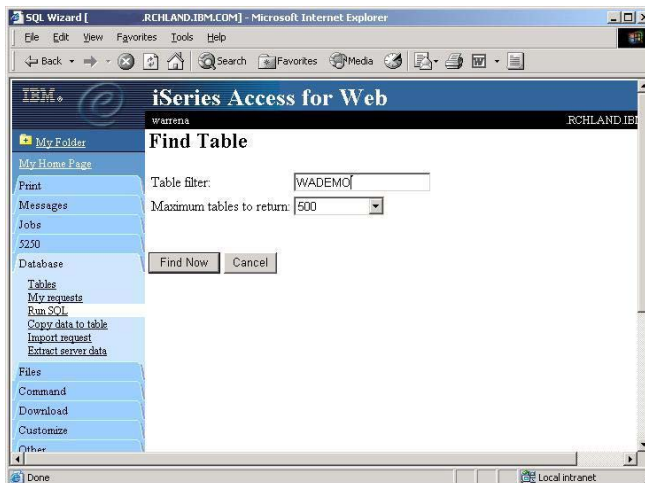 SQL Wizard [ .RCHLAND.IBM.COM] - Microsoft Internet Explorer
File Edit View Favorites Tools Help
Back Search Favorites Media
IBM. iSeries Access for Web
warrena .RCHLAND.IB
My Folder
My Home Page
Print
Messages
Jobs
5250
Database
Tables
My requests
Run SQL
Copy data to table
Import request
Extract server data
Files
Command
Download
Customize
Other
Find Table
Table filter: WADEMO
Maximum tables to return: 500
Find Now Cancel
Done Local intranet